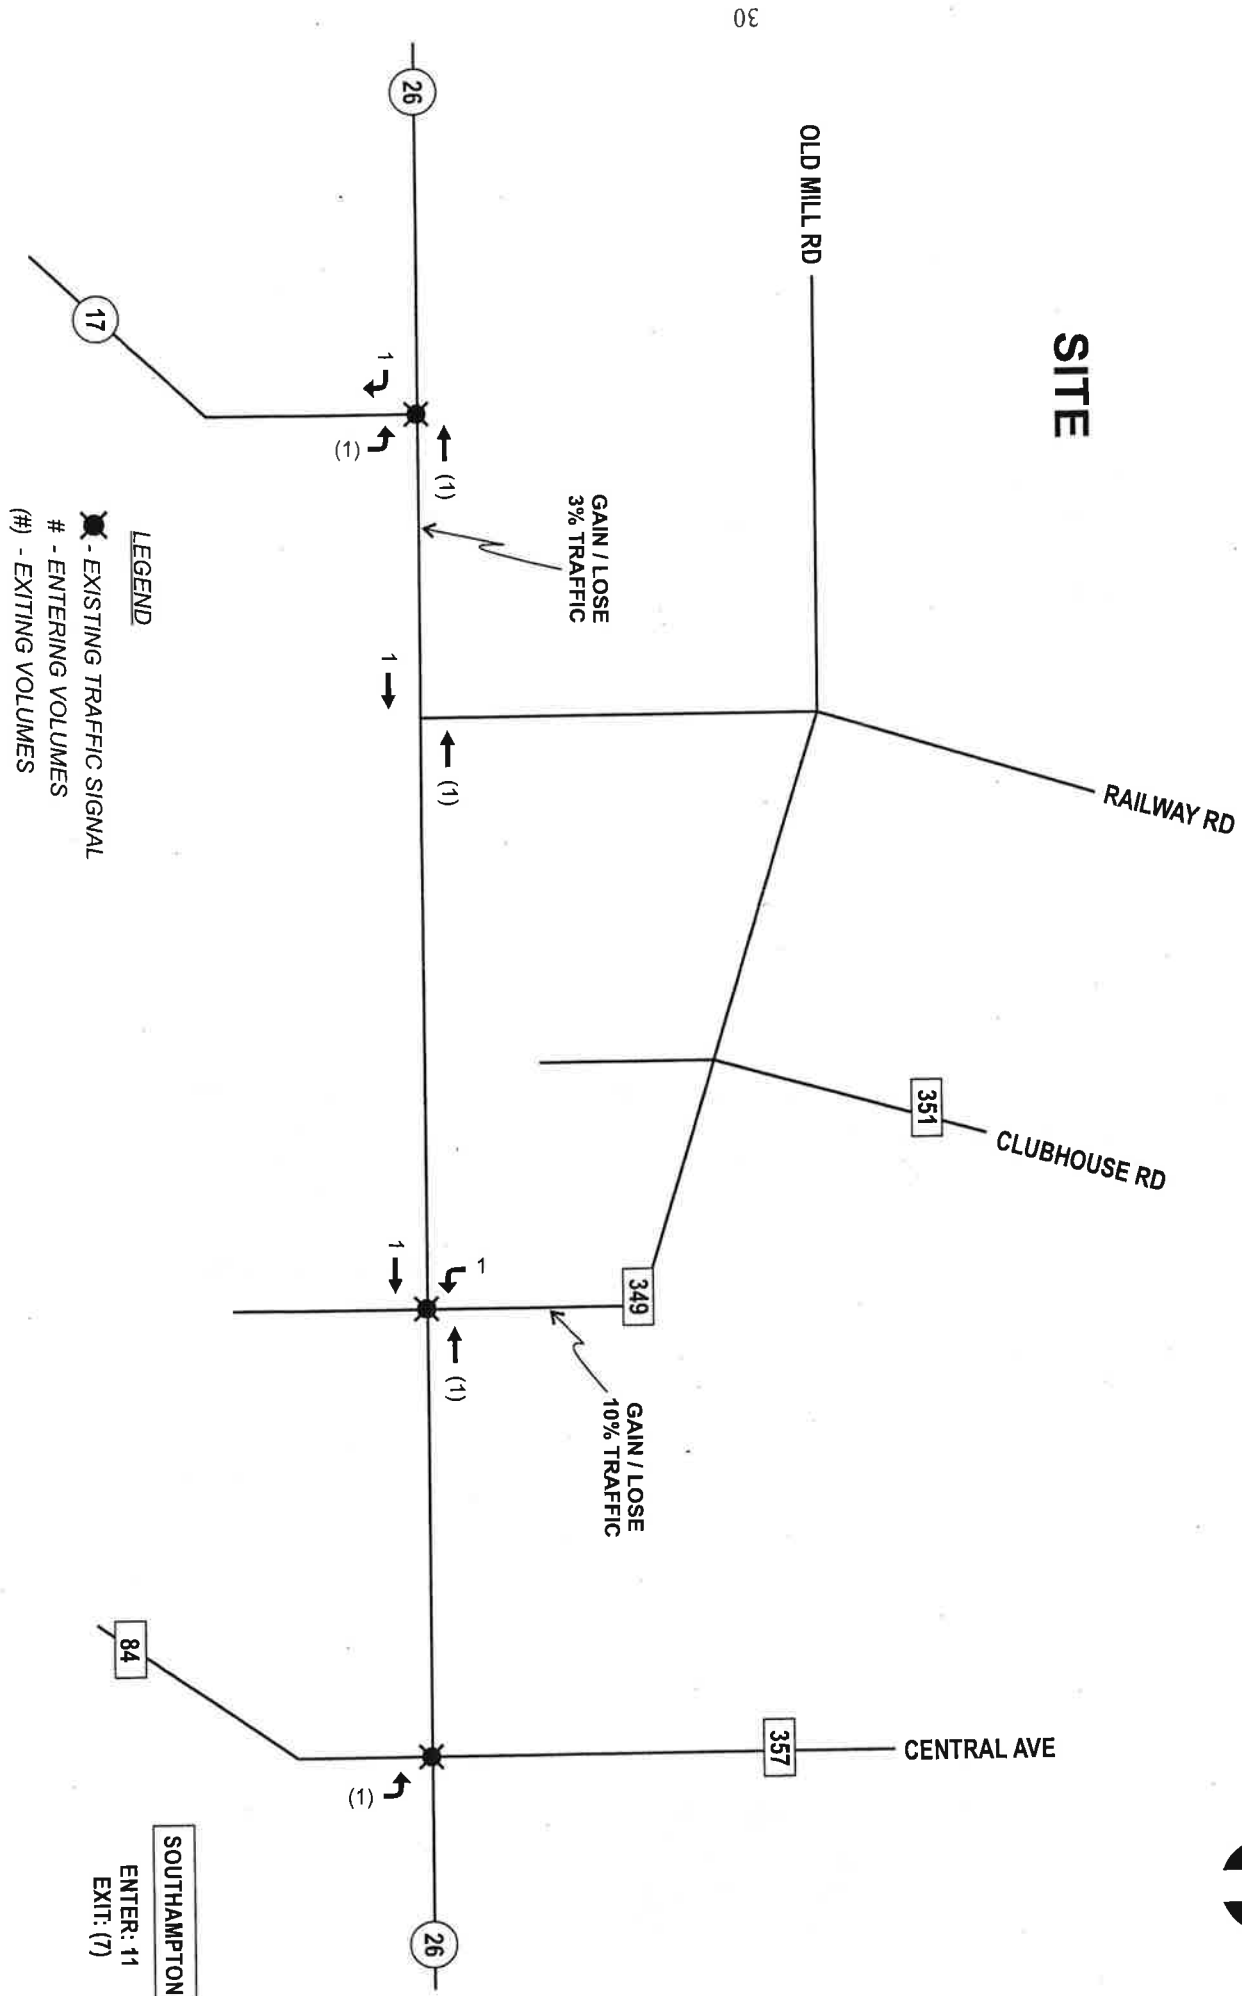 30
SITE
OLD MILL RD
RAILWAY RD
351
CLUBHOUSE RD
349
357
CENTRAL AVE
GAIN / LOSE
3% TRAFFIC
GAIN / LOSE
10% TRAFFIC
26
(1)
1
(1)
17
1
(1)
1
1
(1)
(1)
84
26
LEGEND
- EXISTING TRAFFIC SIGNAL
# - ENTERING VOLUMES
(#) - EXITING VOLUMES
SOUTHAMPTON
ENTER: 11
EXIT: (7)